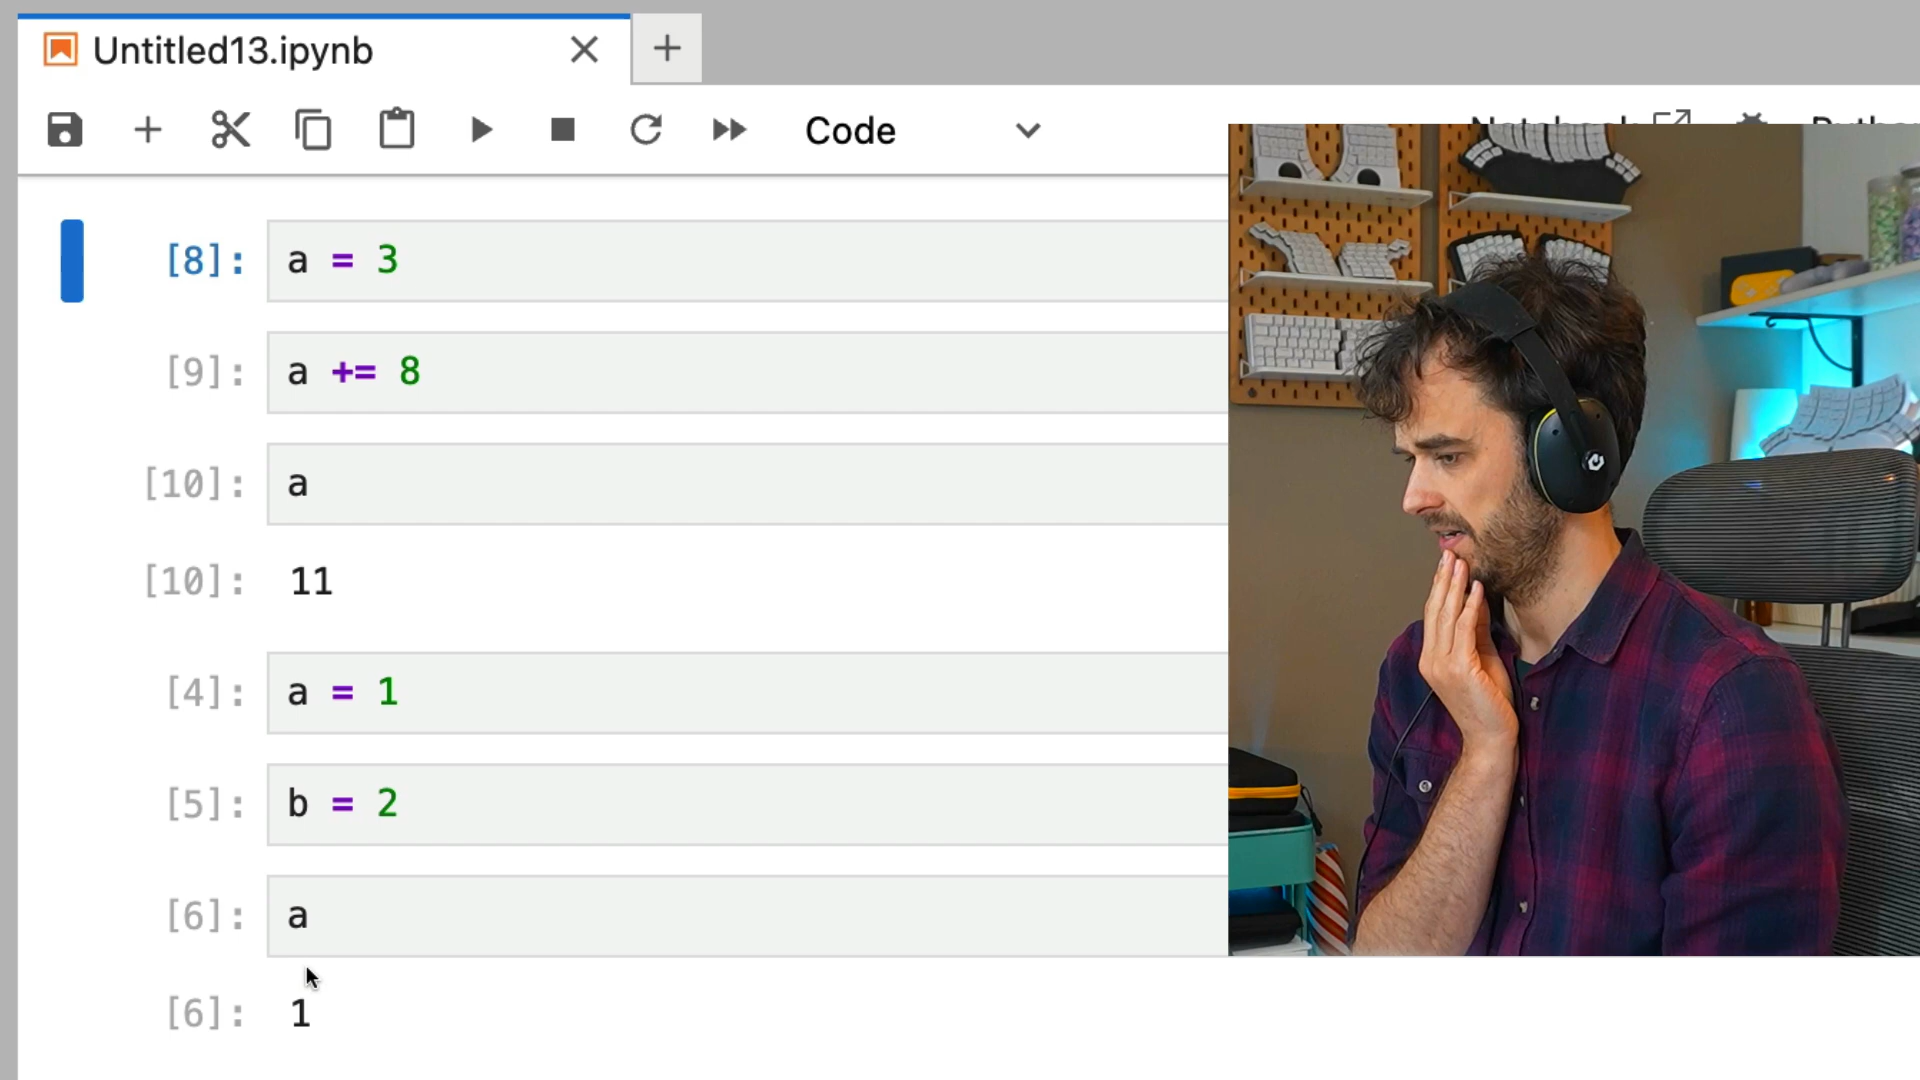 Untitled13.ipynb
Code
[8]: a = 3
[9]: a += 8
[10]: a
[10]: 11
[4]: a = 1
[5]: b = 2
[6]: a
[6]: 1